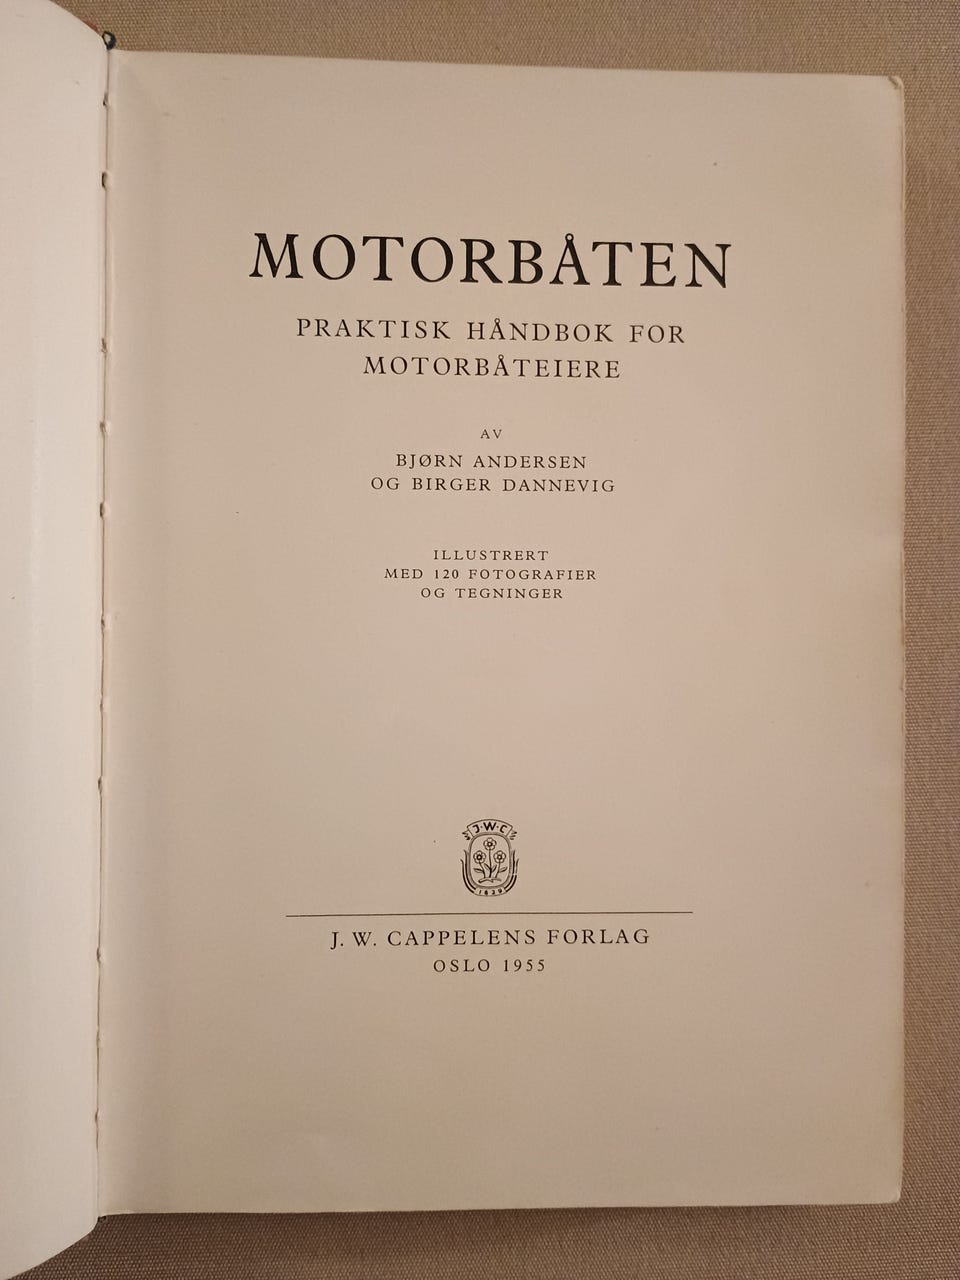 MOTORBÅTEN
PRAKTISK HÅNDBOK FOR
MOTORBÅTEIERE
AV
BJØRN ANDERSEN
OG BIRGER DANNEVIG
ILLUSTRERT
MED 120 FOTOGRAFIER
OG TEGNINGER
J·W·C
1829
J. W. CAPPELENS FORLAG
OSLO 1955